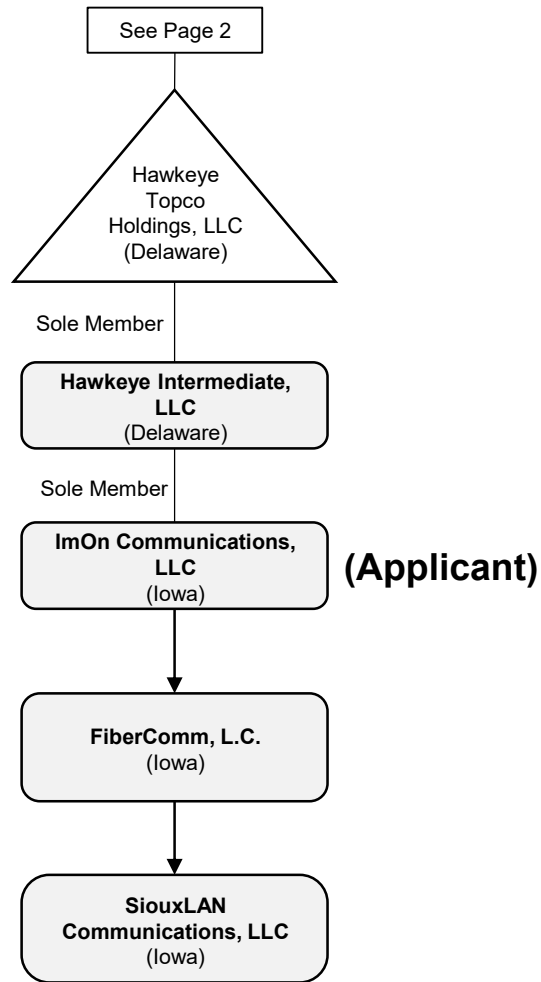 See Page 2
Hawkeye
Topco
Holdings, LLC
(Delaware)
Sole Member
Hawkeye Intermediate,
LLC
(Delaware)
Sole Member
ImOn Communications,
LLC
(Iowa)
(Applicant)
FiberComm, L.C.
(Iowa)
SiouxLAN
Communications, LLC
(Iowa)